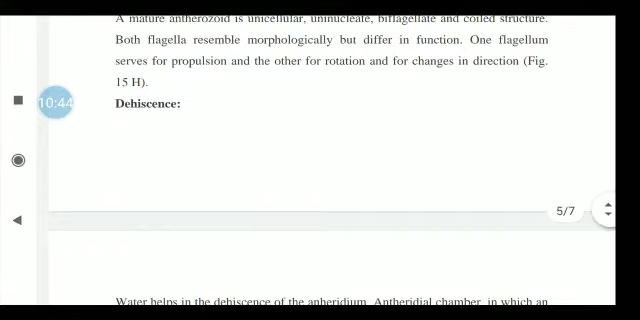 A mature antherozoid is unicellular, uninucleate, biflagellate and coiled structure.
Both flagella resemble morphologically but differ in function. One flagellum
serves for propulsion and the other for rotation and for changes in direction (Fig.
15 H).
10:44
Dehiscence:
5/7
Water helps in the dehiscence of the anheridium. Antheridial chamber, in which an